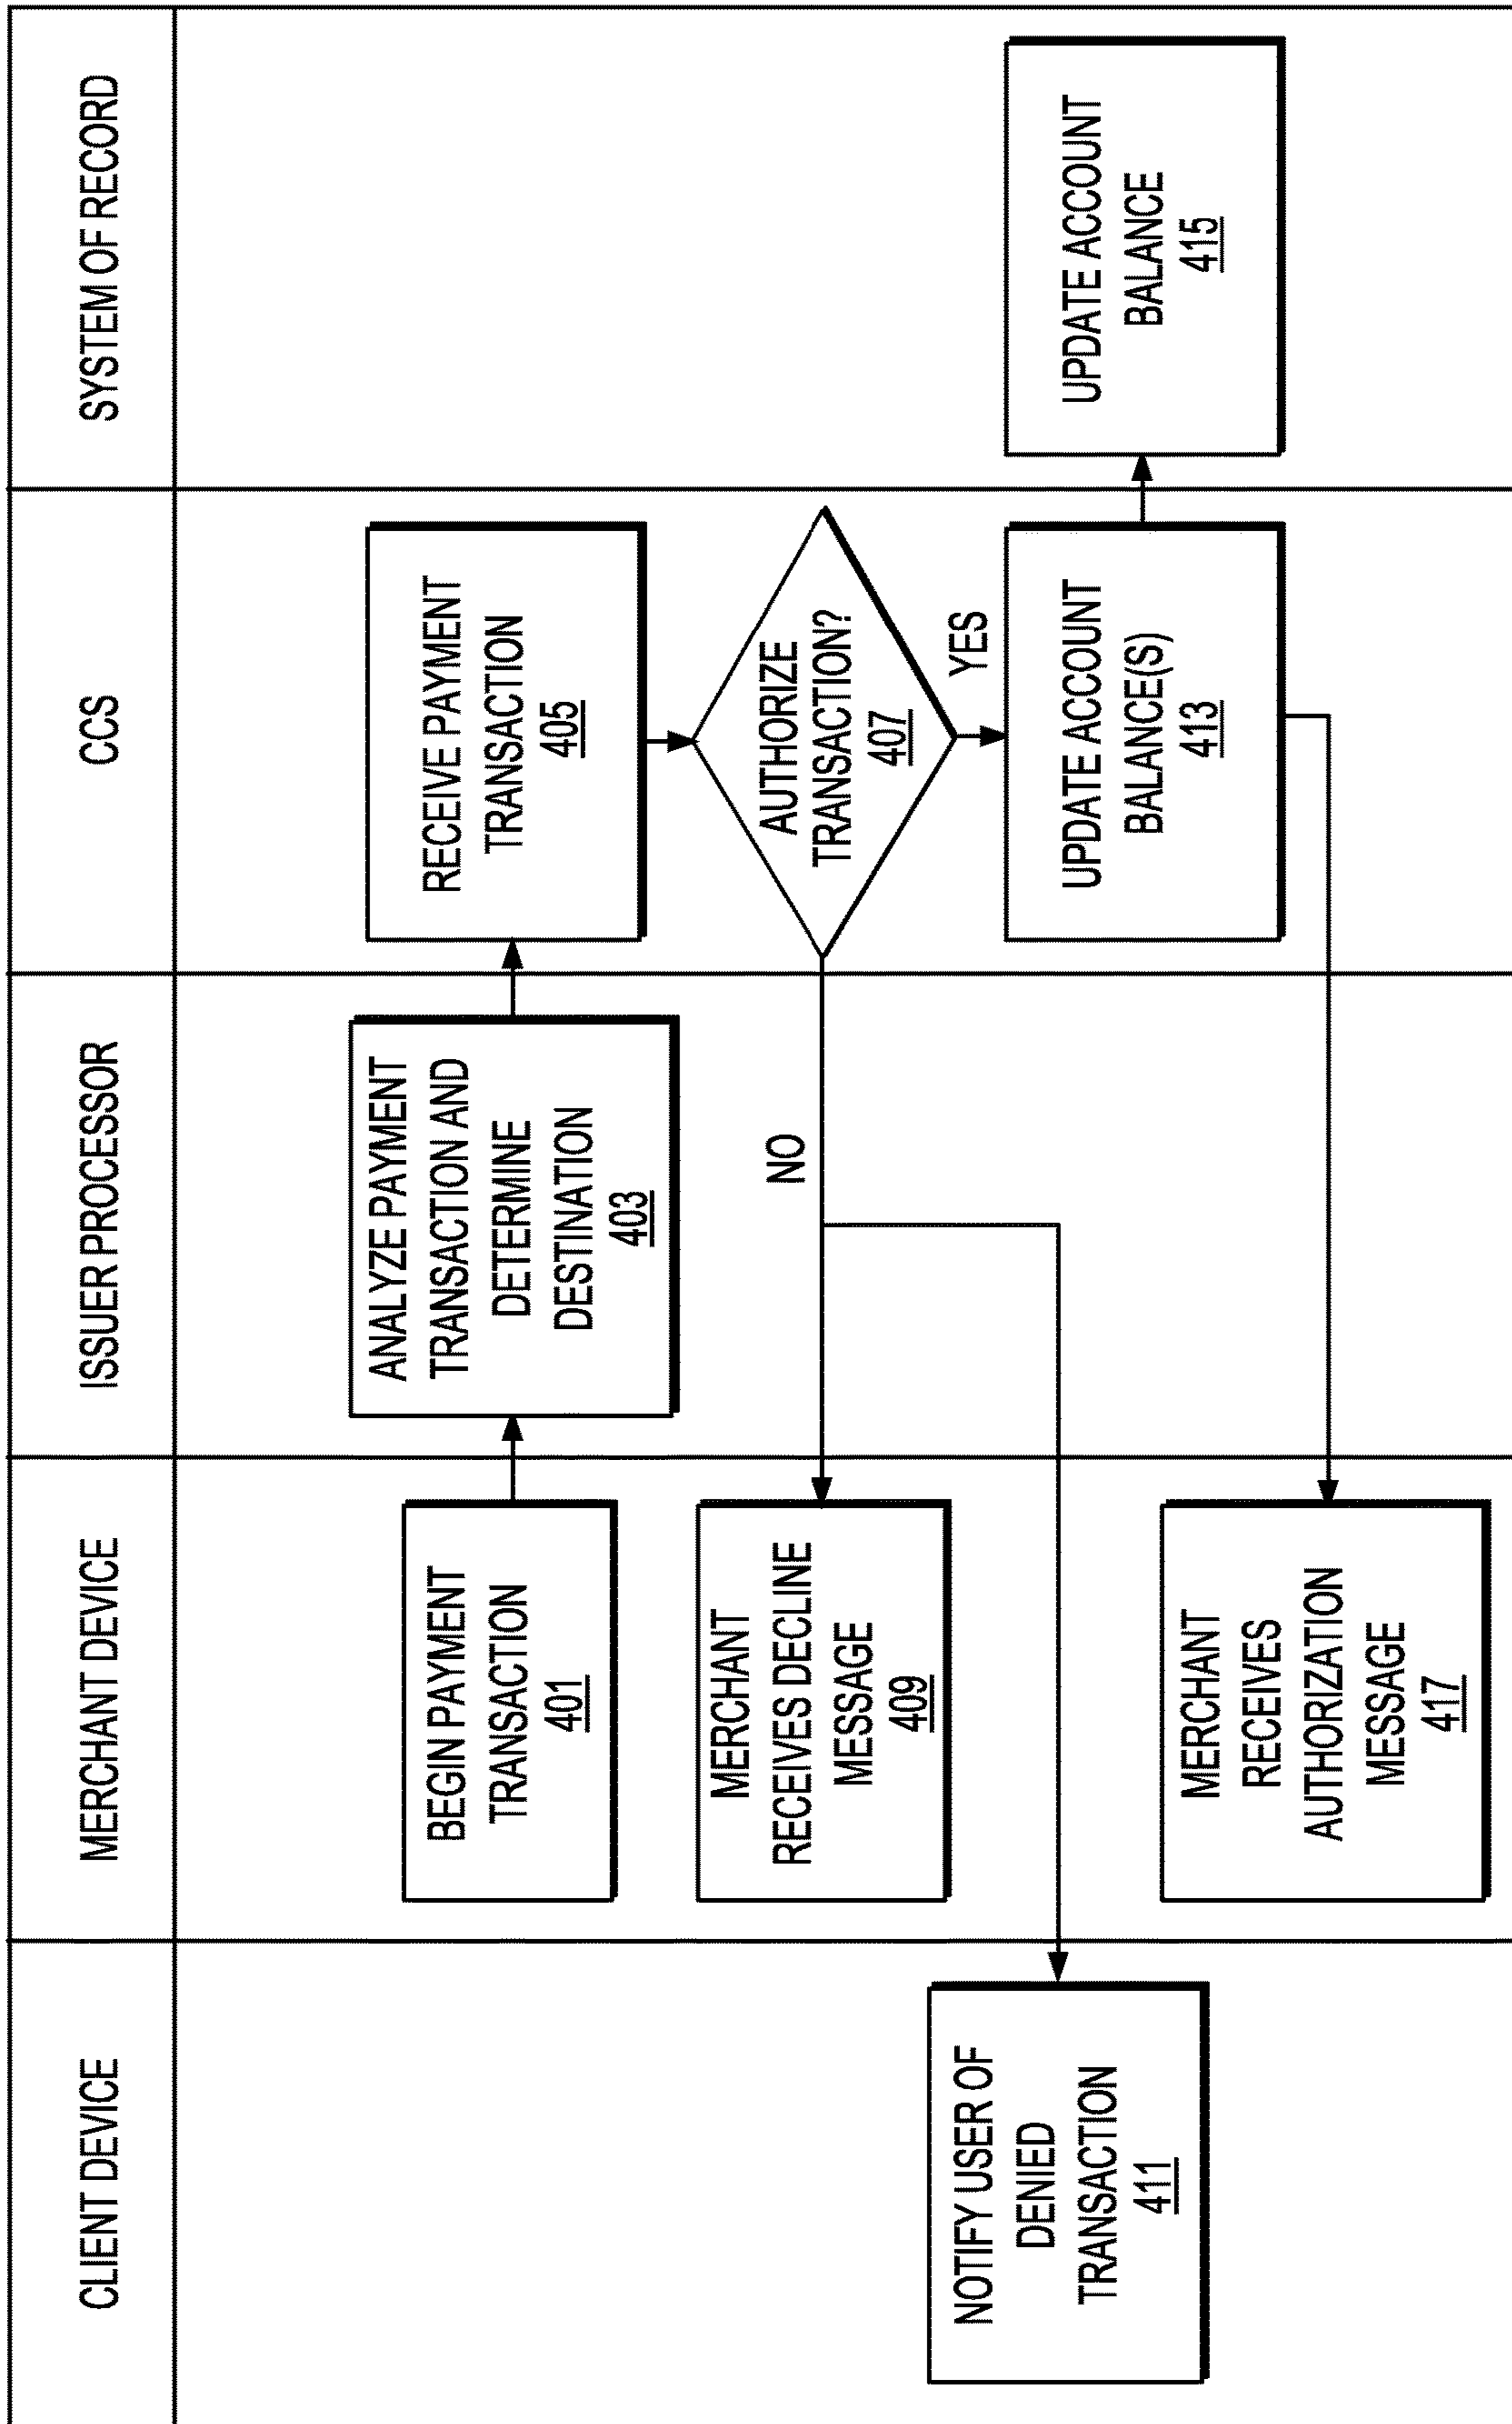 CLIENT DEVICE
MERCHANT DEVICE
ISSUER PROCESSOR
CCS
SYSTEM OF RECORD
BEGIN PAYMENT
TRANSACTION
401
ANALYZE PAYMENT
TRANSACTION AND
DETERMINE
DESTINATION
403
RECEIVE PAYMENT
TRANSACTION
405
AUTHORIZE
TRANSACTION?
407
NO
YES
MERCHANT
RECEIVES DECLINE
MESSAGE
409
NOTIFY USER OF
DENIED
TRANSACTION
411
UPDATE ACCOUNT
BALANCE(S)
413
UPDATE ACCOUNT
BALANCE
415
MERCHANT
RECEIVES
AUTHORIZATION
MESSAGE
417